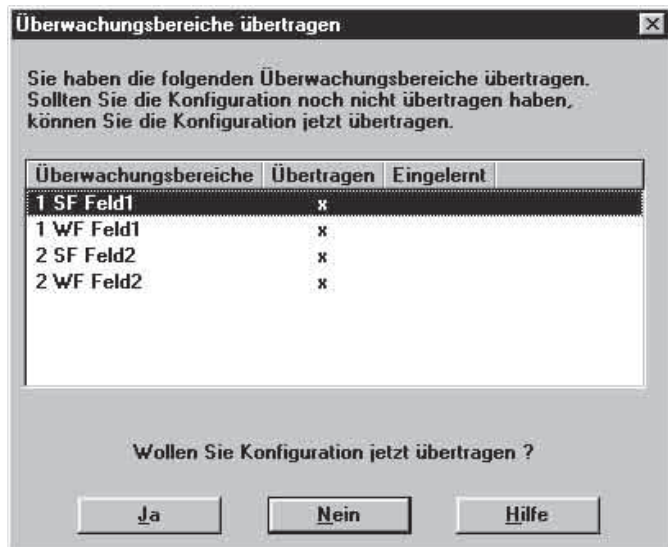 Überwachungsbereiche übertragen
Sie haben die folgenden Überwachungsbereiche übertragen.
Sollten Sie die Konfiguration noch nicht übertragen haben,
können Sie die Konfiguration jetzt übertragen.
Überwachungsbereiche Übertragen Eingelernt
1 SF Feld1 x
1 WF Feld1 x
2 SF Feld2 x
2 WF Feld2 x
Wollen Sie Konfiguration jetzt übertragen ?
Ja Nein Hilfe